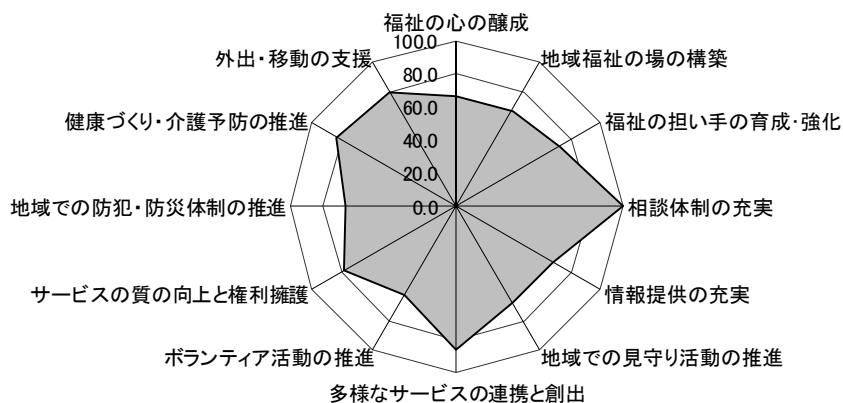 福祉の心の醸成
100.0
80.0
60.0
40.0
20.0
0.0
地域福祉の場の構築
福祉の担い手の育成・強化
相談体制の充実
情報提供の充実
地域での見守り活動の推進
多様なサービスの連携と創出
ボランティア活動の推進
サービスの質の向上と権利擁護
地域での防犯・防災体制の推進
健康づくり・介護予防の推進
外出・移動の支援